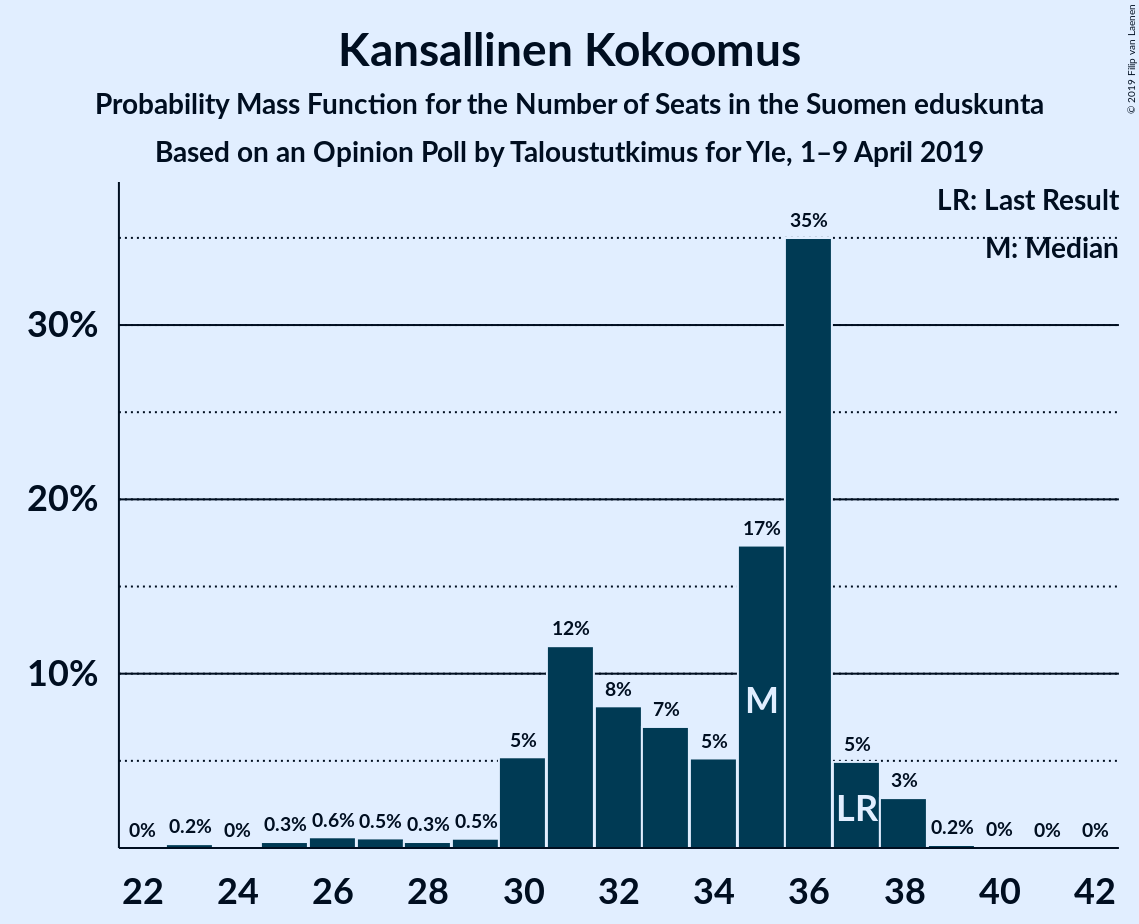 Kansallinen Kokoomus
Probability Mass Function for the Number of Seats in the Suomen eduskunta
Based on an Opinion Poll by Taloustutkimus for Yle, 1–9 April 2019
© 2019 Filip van Laenen
LR: Last Result
M: Median
35%
30%
20%
17%
12%
10%
8%
7%
5%
5%
5%
3%
M
LR
0%
0.2%
0%
0.3%
0.6%
0.5%
0.3%
0.5%
0.2%
0%
0%
0%
22 24 26 28 30 32 34 36 38 40 42